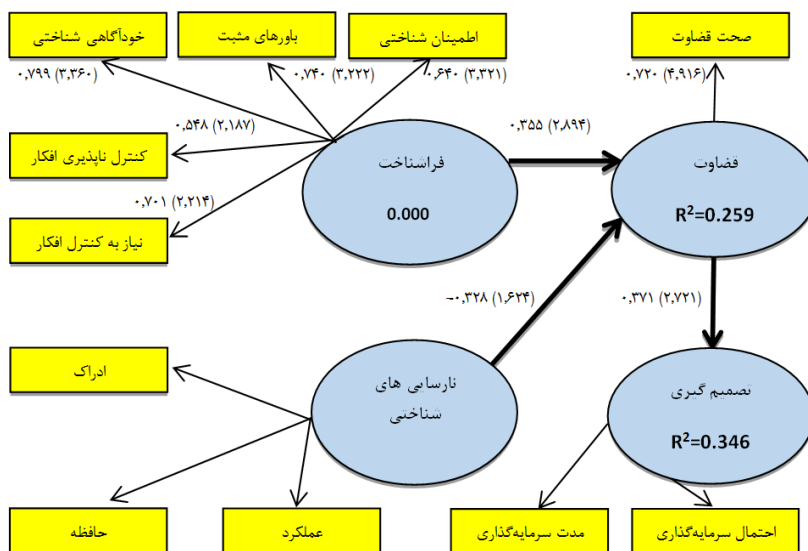 خودآگاهی شناختی
باورهای مثبت
اطمینان شناختی
صحت قضاوت
۰,۷۹۹ (۳,۳۶۰)
۰,۷۴۰ (۳,۲۲۲)
۰,۶۴۰ (۳,۳۲۱)
۰,۷۲۰ (۴,۹۱۶)
۰,۵۴۸ (۲,۱۸۷)
۰,۳۵۵ (۲,۸۹۴)
کنترل ناپذیری افکار
فراشناخت
قضاوت
۰,۷۰۱ (۲,۲۱۴)
0.000
R²=0.259
نیاز به کنترل افکار
-۰,۳۲۸ (۱,۶۲۴)
۰,۳۷۱ (۲,۷۲۱)
ادراک
نارسایی های
شناختی
تصمیم گیری
R²=0.346
حافظه
عملکرد
مدت سرمایه‌گذاری
احتمال سرمایه‌گذاری